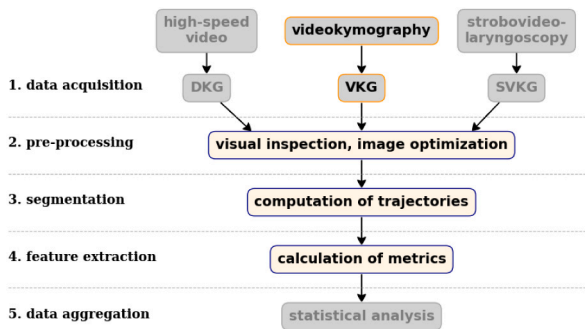 high-speed
video
videokymography
strobovideo-
laryngoscopy
1. data acquisition
DKG
VKG
SVKG
2. pre-processing
visual inspection, image optimization
3. segmentation
computation of trajectories
4. feature extraction
calculation of metrics
5. data aggregation
statistical analysis